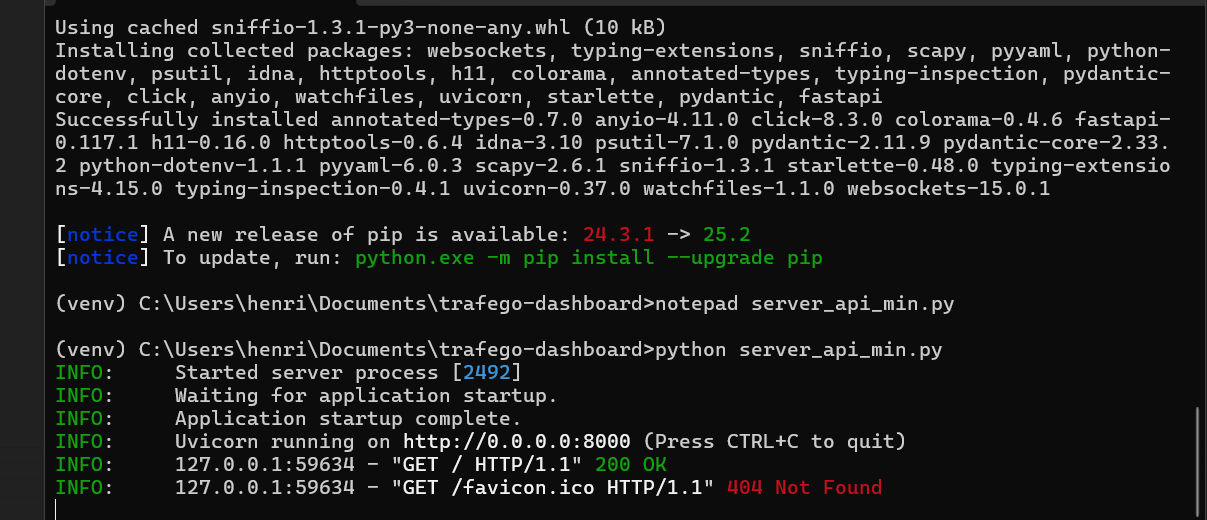 Using cached sniffio-1.3.1-py3-none-any.whl (10 kB)
Installing collected packages: websockets, typing-extensions, sniffio, scapy, pyyaml, python-
dotenv, psutil, idna, httptools, h11, colorama, annotated-types, typing-inspection, pydantic-
core, click, anyio, watchfiles, uvicorn, starlette, pydantic, fastapi
Successfully installed annotated-types-0.7.0 anyio-4.11.0 click-8.3.0 colorama-0.4.6 fastapi-
0.117.1 h11-0.16.0 httptools-0.6.4 idna-3.10 psutil-7.1.0 pydantic-2.11.9 pydantic-core-2.33.
2 python-dotenv-1.1.1 pyyaml-6.0.3 scapy-2.6.1 sniffio-1.3.1 starlette-0.48.0 typing-extensio
ns-4.15.0 typing-inspection-0.4.1 uvicorn-0.37.0 watchfiles-1.1.0 websockets-15.0.1
[notice] A new release of pip is available: 24.3.1 -> 25.2
[notice] To update, run: python.exe -m pip install --upgrade pip
(venv) C:\Users\henri\Documents\trafego-dashboard>notepad server_api_min.py
(venv) C:\Users\henri\Documents\trafego-dashboard>python server_api_min.py
INFO:     Started server process [2492]
INFO:     Waiting for application startup.
INFO:     Application startup complete.
INFO:     Uvicorn running on http://0.0.0.0:8000 (Press CTRL+C to quit)
INFO:     127.0.0.1:59634 - "GET / HTTP/1.1" 200 OK
INFO:     127.0.0.1:59634 - "GET /favicon.ico HTTP/1.1" 404 Not Found